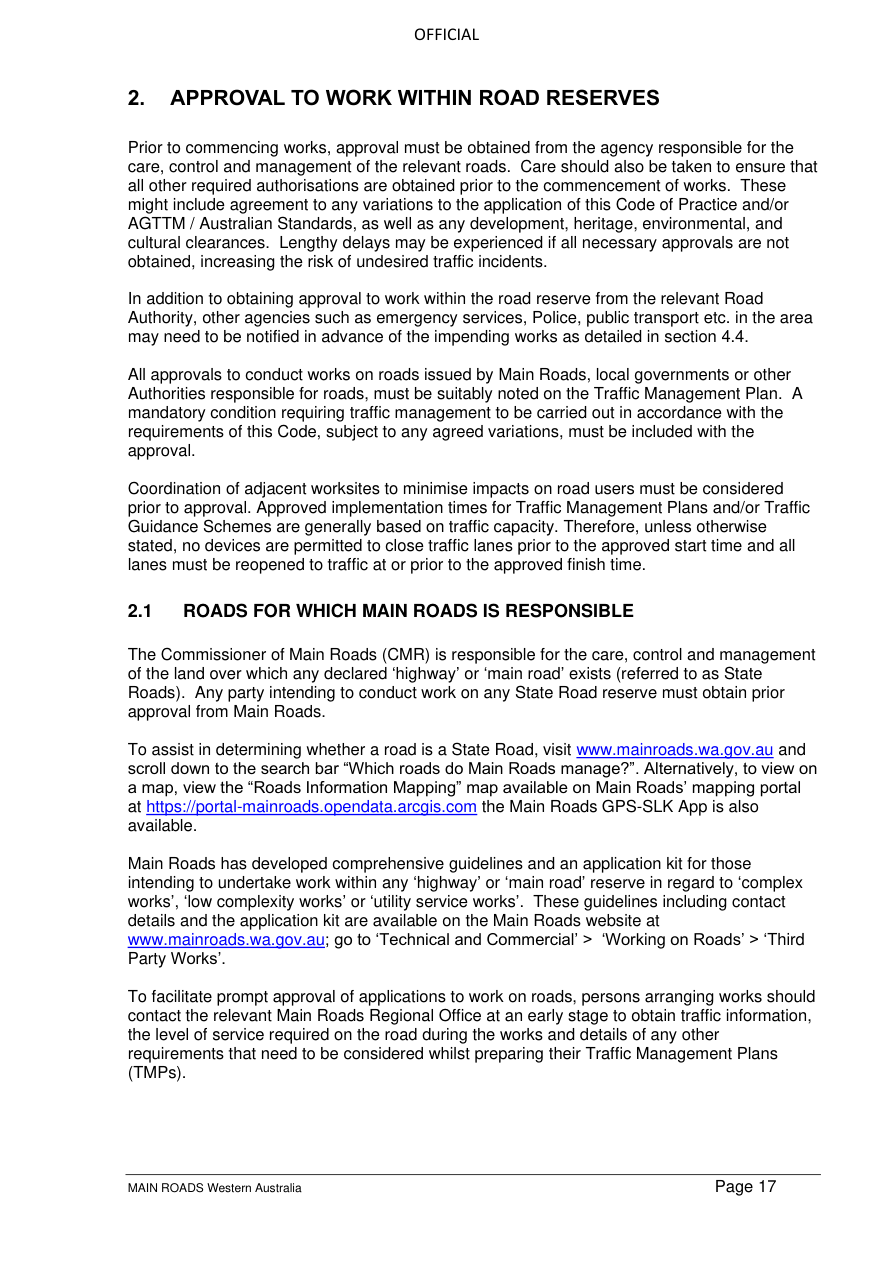 OFFICIAL
2. APPROVAL TO WORK WITHIN ROAD RESERVES
Prior to commencing works, approval must be obtained from the agency responsible for the
care, control and management of the relevant roads.  Care should also be taken to ensure that
all other required authorisations are obtained prior to the commencement of works.  These
might include agreement to any variations to the application of this Code of Practice and/or
AGTTM / Australian Standards, as well as any development, heritage, environmental, and
cultural clearances.  Lengthy delays may be experienced if all necessary approvals are not
obtained, increasing the risk of undesired traffic incidents.
In addition to obtaining approval to work within the road reserve from the relevant Road
Authority, other agencies such as emergency services, Police, public transport etc. in the area
may need to be notified in advance of the impending works as detailed in section 4.4.
All approvals to conduct works on roads issued by Main Roads, local governments or other
Authorities responsible for roads, must be suitably noted on the Traffic Management Plan.  A
mandatory condition requiring traffic management to be carried out in accordance with the
requirements of this Code, subject to any agreed variations, must be included with the
approval.
Coordination of adjacent worksites to minimise impacts on road users must be considered
prior to approval. Approved implementation times for Traffic Management Plans and/or Traffic
Guidance Schemes are generally based on traffic capacity. Therefore, unless otherwise
stated, no devices are permitted to close traffic lanes prior to the approved start time and all
lanes must be reopened to traffic at or prior to the approved finish time.
2.1 ROADS FOR WHICH MAIN ROADS IS RESPONSIBLE
The Commissioner of Main Roads (CMR) is responsible for the care, control and management
of the land over which any declared ‘highway’ or ‘main road’ exists (referred to as State
Roads).  Any party intending to conduct work on any State Road reserve must obtain prior
approval from Main Roads.
To assist in determining whether a road is a State Road, visit www.mainroads.wa.gov.au and
scroll down to the search bar “Which roads do Main Roads manage?”. Alternatively, to view on
a map, view the “Roads Information Mapping” map available on Main Roads’ mapping portal
at https://portal-mainroads.opendata.arcgis.com the Main Roads GPS-SLK App is also
available.
Main Roads has developed comprehensive guidelines and an application kit for those
intending to undertake work within any ‘highway’ or ‘main road’ reserve in regard to ‘complex
works’, ‘low complexity works’ or ‘utility service works’.  These guidelines including contact
details and the application kit are available on the Main Roads website at
www.mainroads.wa.gov.au; go to ‘Technical and Commercial’ >  ‘Working on Roads’ > ‘Third
Party Works’.
To facilitate prompt approval of applications to work on roads, persons arranging works should
contact the relevant Main Roads Regional Office at an early stage to obtain traffic information,
the level of service required on the road during the works and details of any other
requirements that need to be considered whilst preparing their Traffic Management Plans
(TMPs).
MAIN ROADS Western Australia Page 17